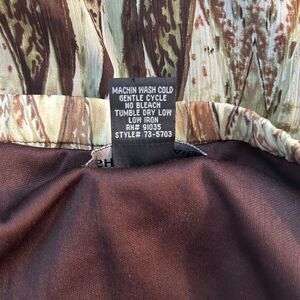 MACHIN WASH COLD
GENTLE CYCLE
NO BLEACH
TUMBLE DRY LOW
LOW IRON
RN# 91035
STYLE# 73-5703